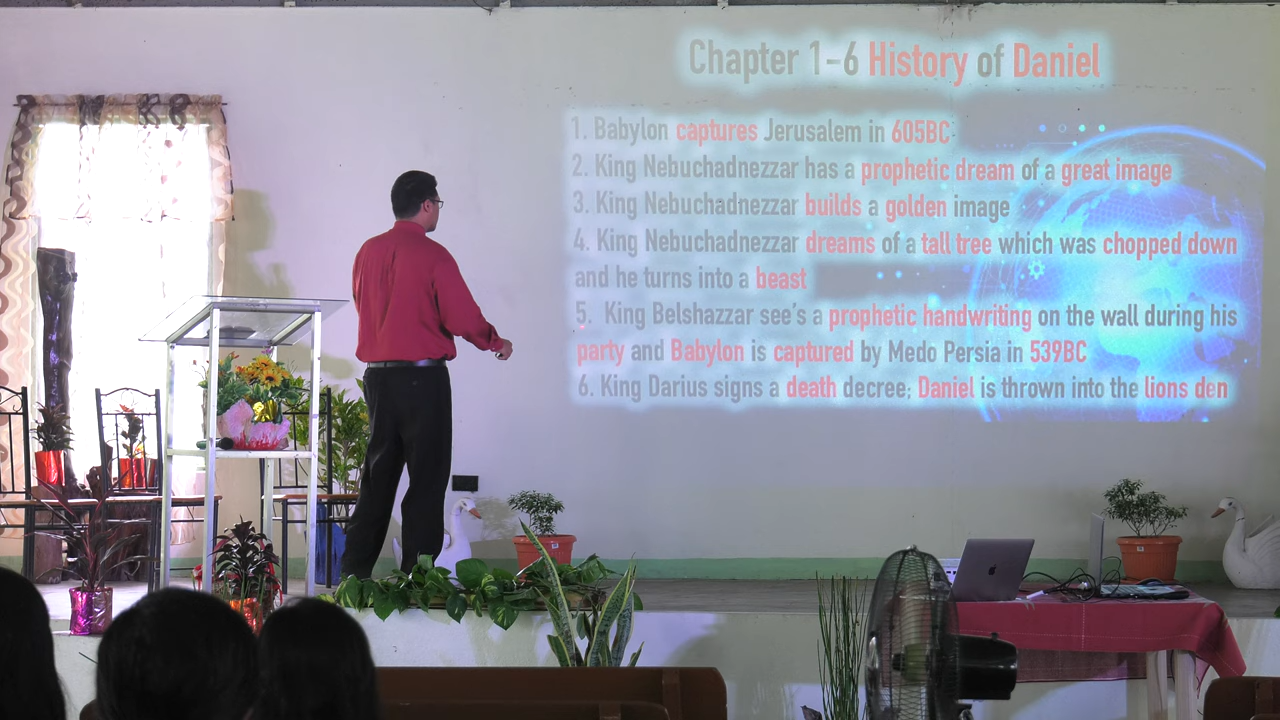 Chapter 1-6 History of Daniel
1. Babylon captures Jerusalem in 605BC
2. King Nebuchadnezzar has a prophetic dream of a great image
3. King Nebuchadnezzar builds a golden image
4. King Nebuchadnezzar dreams of a tall tree which was chopped down
and he turns into a beast
5. King Belshazzar see's a prophetic handwriting on the wall during his
party and Babylon is captured by Medo Persia in 539BC
6. King Darius signs a death decree; Daniel is thrown into the lions den